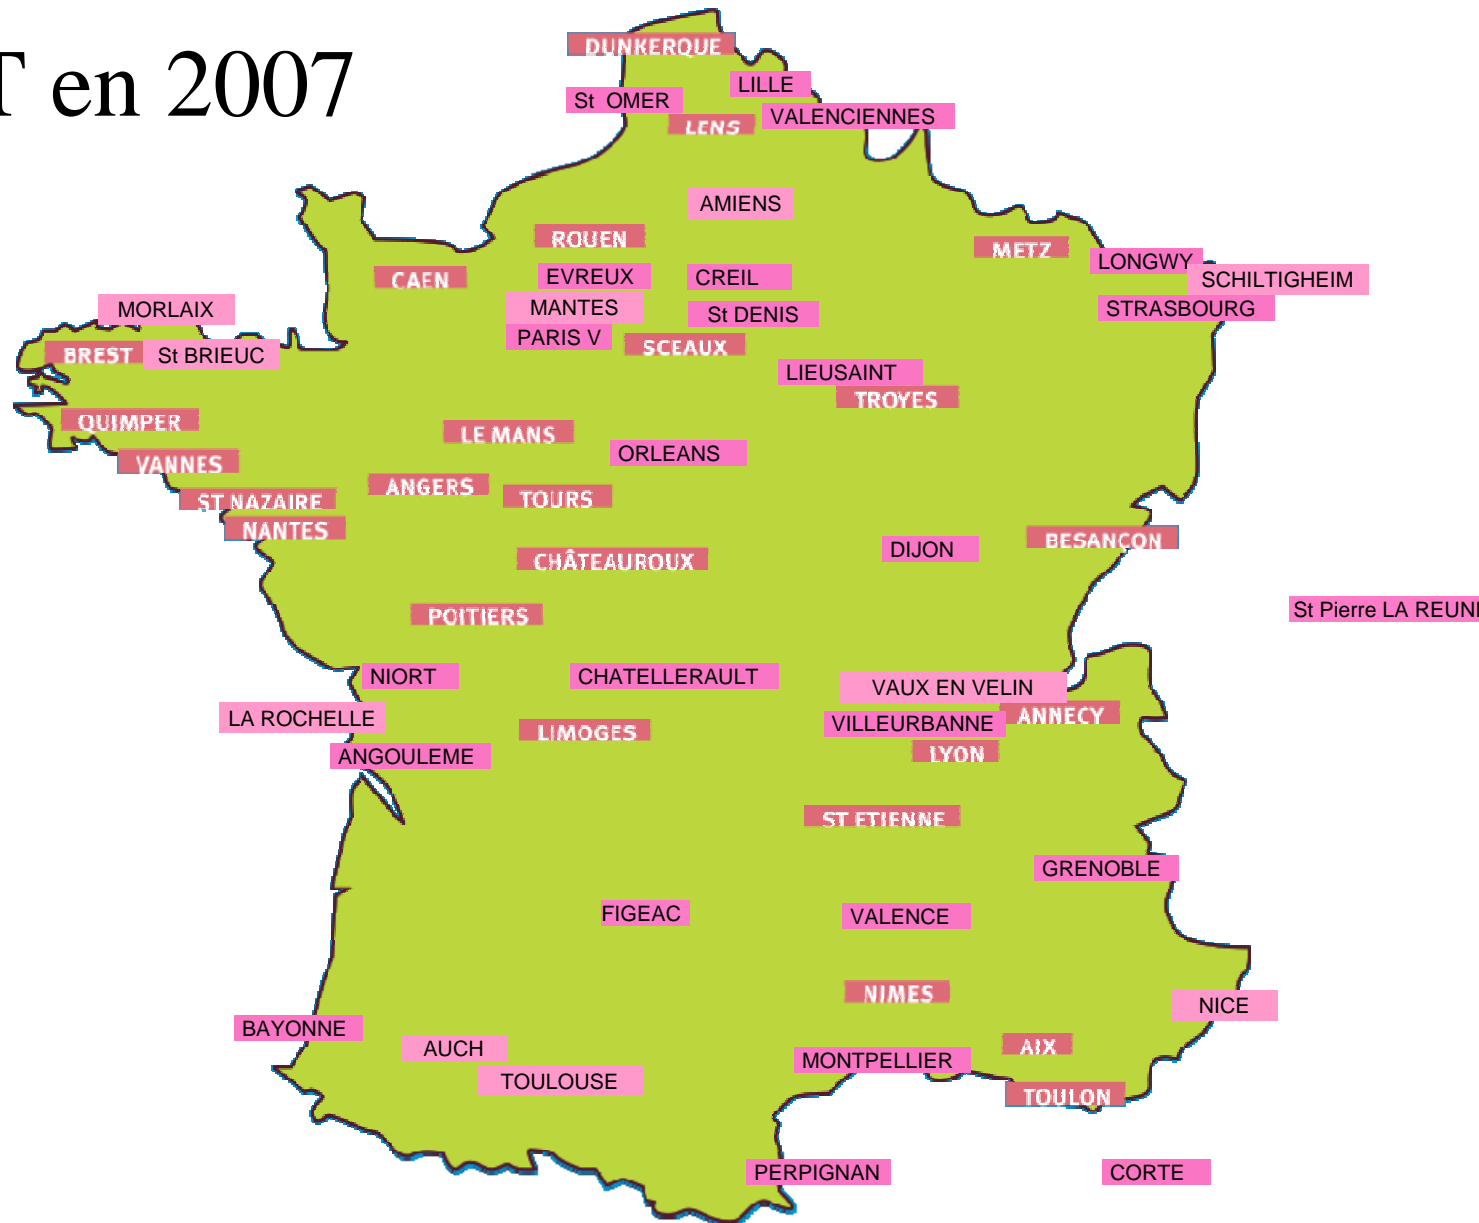 T en 2007
DUNKERQUE
LILLE
St OMER
VALENCIENNES
LENS
AMIENS
ROUEN
METZ
LONGWY
CAEN
EVREUX
CREIL
SCHILTIGHEIM
MORLAIX
MANTES
St DENIS
STRASBOURG
PARIS V
SCEAUX
BREST
St BRIEUC
LIEUSAINT
TROYES
QUIMPER
LE MANS
ORLEANS
VANNES
ANGERS
TOURS
ST NAZAIRE
NANTES
BESANCON
DIJON
CHÂTEAUROUX
POITIERS
St Pierre LA REUNI
NIORT
CHATELLERAULT
VAUX EN VELIN
LA ROCHELLE
ANNECY
VILLEURBANNE
LIMOGES
LYON
ANGOULEME
ST ETIENNE
GRENOBLE
FIGEAC
VALENCE
NIMES
NICE
BAYONNE
AUCH
AIX
MONTPELLIER
TOULOUSE
TOULON
PERPIGNAN
CORTE